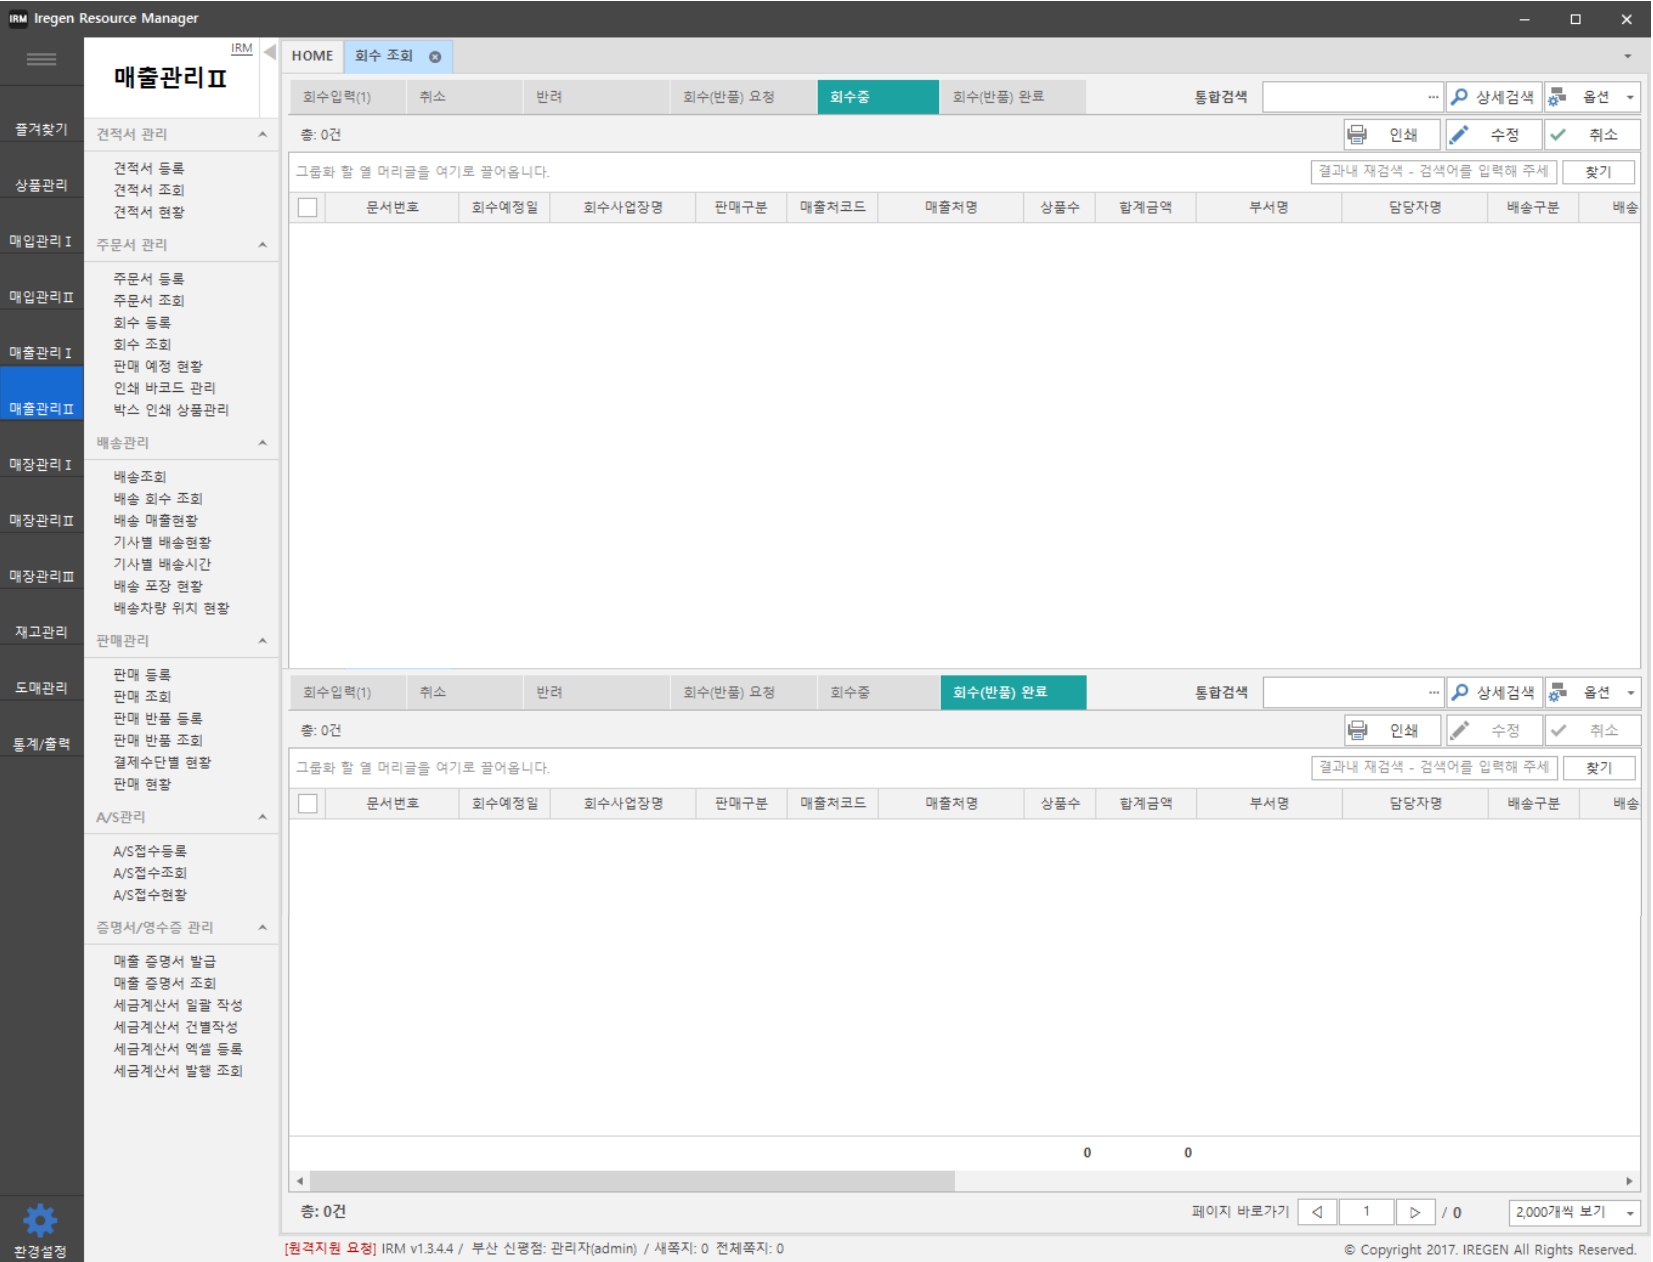 IRM Iregen Resource Manager
즐겨찾기
상품관리
매입관리Ⅰ
매입관리Ⅱ
매출관리Ⅰ
매출관리Ⅱ
매장관리Ⅰ
매장관리Ⅱ
매장관리Ⅲ
재고관리
도매관리
통계/출력
환경설정
IRM
매출관리Ⅱ
견적서 관리
견적서 등록
견적서 조회
견적서 현황
주문서 관리
주문서 등록
주문서 조회
회수 등록
회수 조회
판매 예정 현황
인쇄 바코드 관리
박스 인쇄 상품관리
배송관리
배송조회
배송 회수 조회
배송 매출현황
기사별 배송현황
기사별 배송시간
배송 포장 현황
배송차량 위치 현황
판매관리
판매 등록
판매 조회
판매 반품 등록
판매 반품 조회
결제수단별 현황
판매 현황
A/S관리
A/S접수등록
A/S접수조회
A/S접수현황
증명서/영수증 관리
매출 증명서 발급
매출 증명서 조회
세금계산서 일괄 작성
세금계산서 건별작성
세금계산서 엑셀 등록
세금계산서 발행 조회
HOME 회수 조회
회수입력(1) 취소 반려 회수(반품) 요청 회수중 회수(반품) 완료 통합검색 ... 상세검색 옵션
총: 0건 인쇄 수정 취소
그룹화 할 열 머리글을 여기로 끌어옵니다. 결과내 재검색 - 검색어를 입력해 주세 찾기
문서번호 회수예정일 회수사업장명 판매구분 매출처코드 매출처명 상품수 합계금액 부서명 담당자명 배송구분 배송
회수입력(1) 취소 반려 회수(반품) 요청 회수중 회수(반품) 완료 통합검색 ... 상세검색 옵션
총: 0건 인쇄 수정 취소
그룹화 할 열 머리글을 여기로 끌어옵니다. 결과내 재검색 - 검색어를 입력해 주세 찾기
문서번호 회수예정일 회수사업장명 판매구분 매출처코드 매출처명 상품수 합계금액 부서명 담당자명 배송구분 배송
0 0
총: 0건 페이지 바로가기 1 / 0 2,000개씩 보기
[원격지원 요청] IRM v1.3.4.4 / 부산 신평점: 관리자(admin) / 새쪽지: 0 전체쪽지: 0 © Copyright 2017. IREGEN All Rights Reserved.